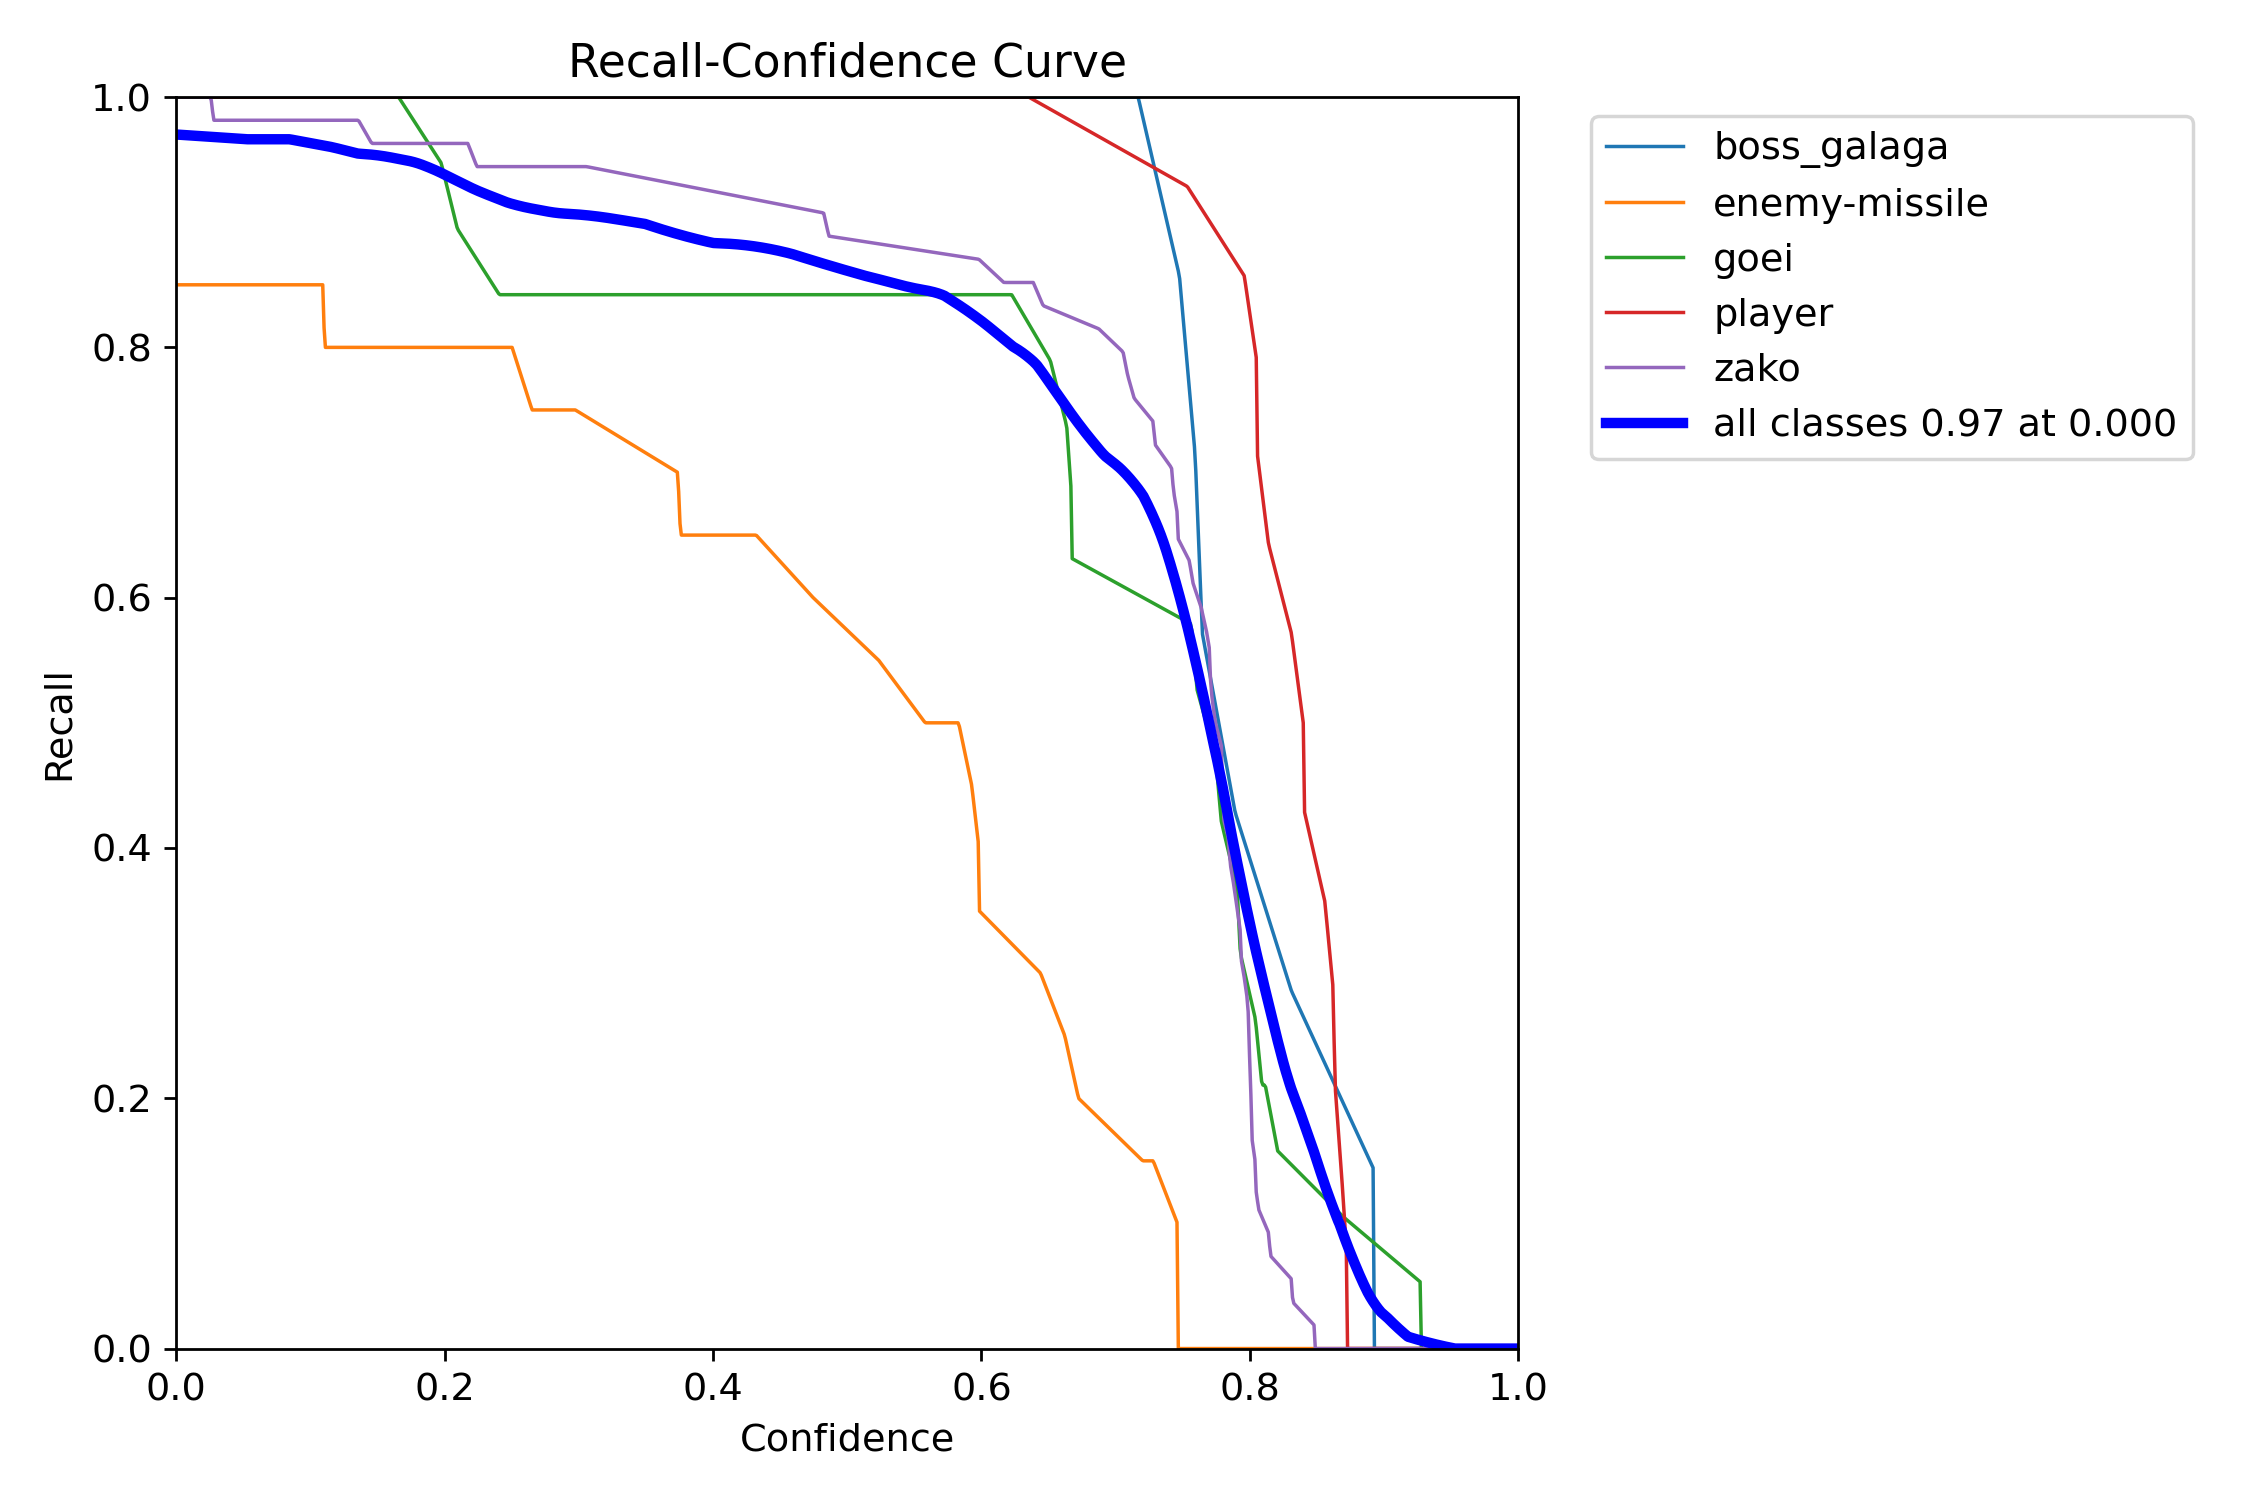 Recall-Confidence Curve
1.0
0.8
0.6
0.4
0.2
0.0
Recall
0.0 0.2 0.4 0.6 0.8 1.0
Confidence
boss_galaga
enemy-missile
goei
player
zako
all classes 0.97 at 0.000